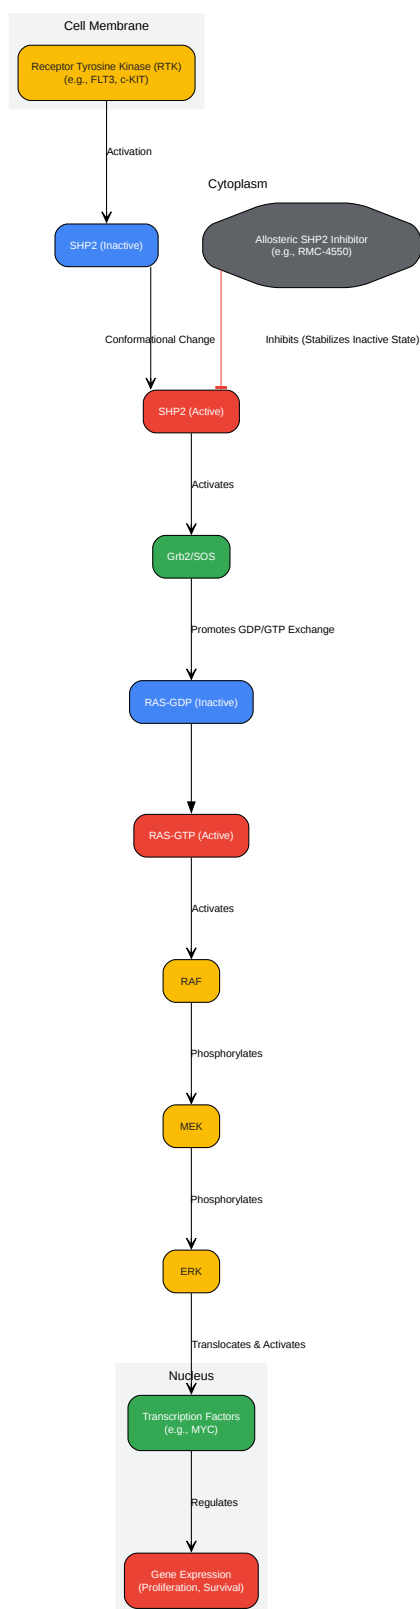 Cell Membrane
Receptor Tyrosine Kinase (RTK)
(e.g., FLT3, c-KIT)
Activation
Cytoplasm
SHP2 (Inactive)
Allosteric SHP2 Inhibitor
(e.g., RMC-4550)
Conformational Change
Inhibits (Stabilizes Inactive State)
SHP2 (Active)
Activates
Grb2/SOS
Promotes GDP/GTP Exchange
RAS-GDP (Inactive)
RAS-GTP (Active)
Activates
RAF
Phosphorylates
MEK
Phosphorylates
ERK
Translocates & Activates
Nucleus
Transcription Factors
(e.g., MYC)
Regulates
Gene Expression
(Proliferation, Survival)